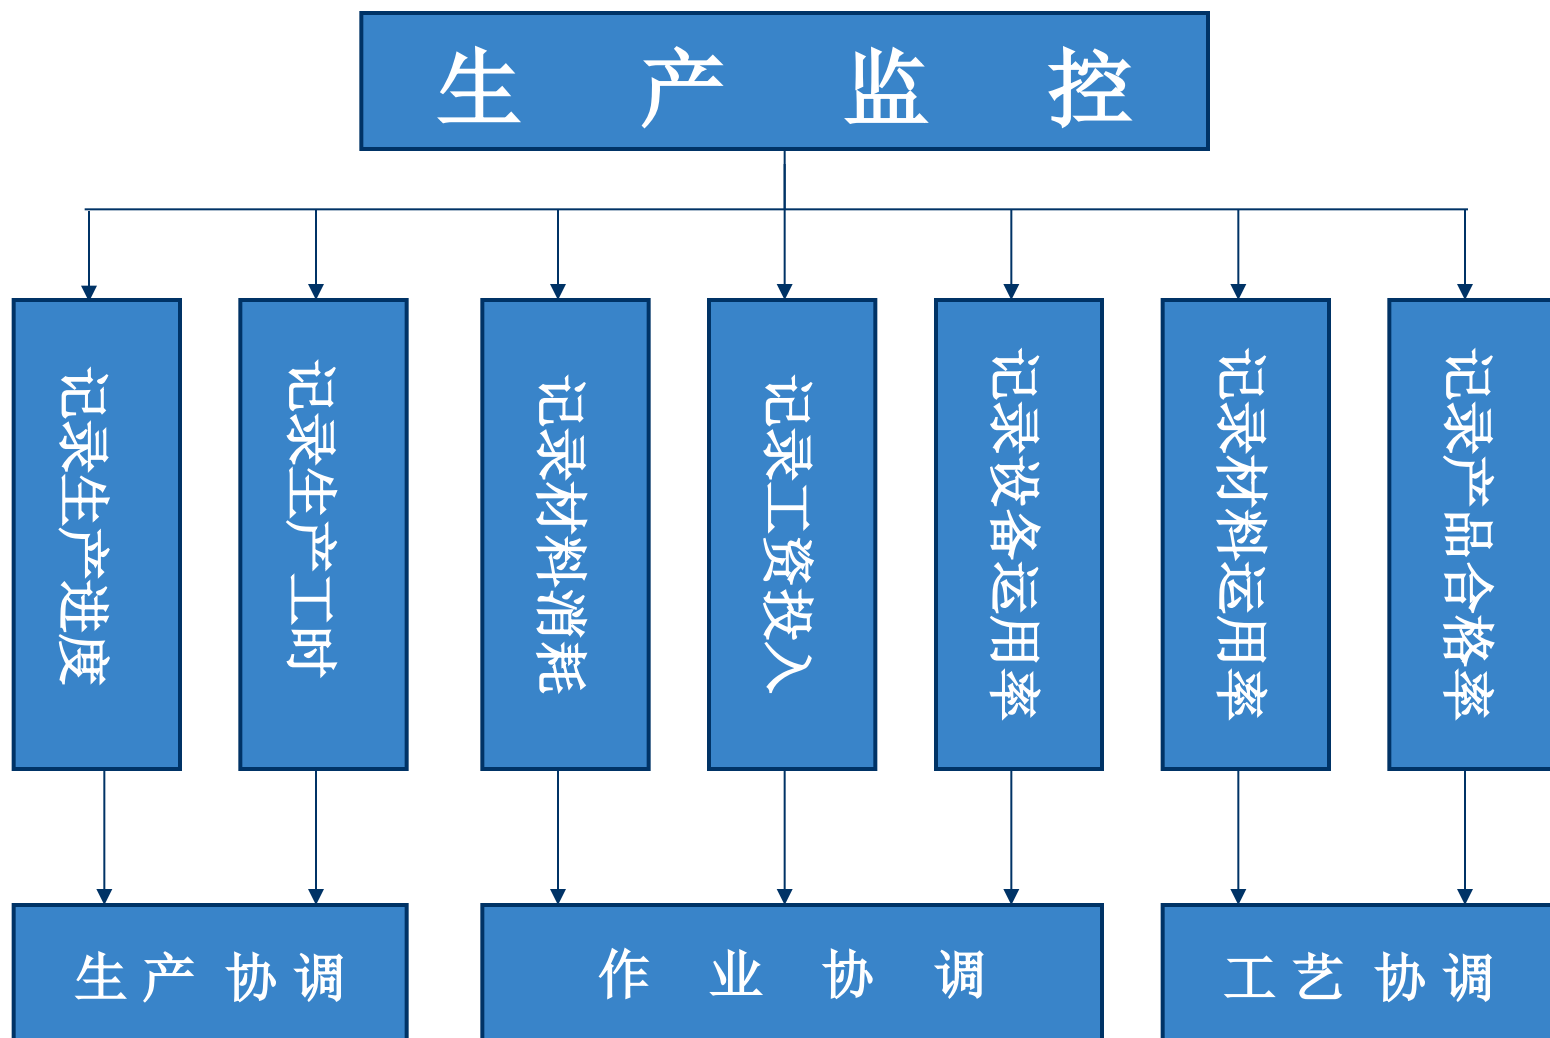 生产监控
记录生产进度
记录生产工时
记录材料消耗
记录工资投入
记录设备运用率
记录材料运用率
记录产品合格率
生产协调
作业协调
工艺协调